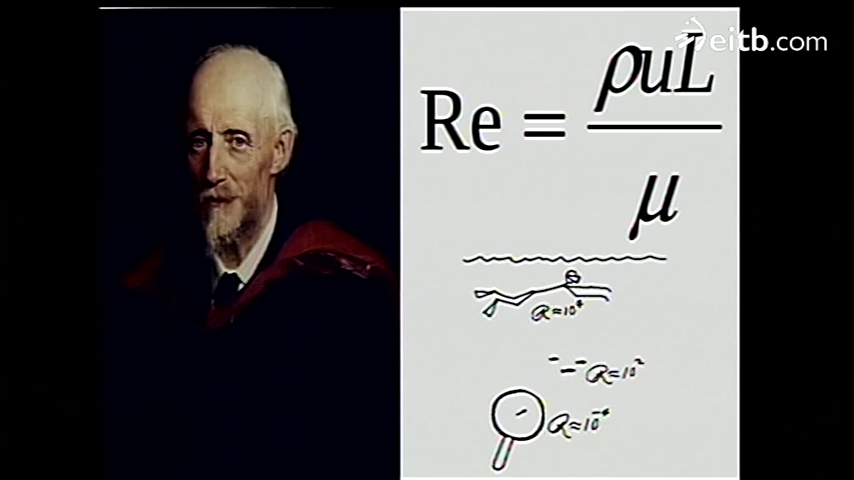 eitb.com
Re ≡ ρuL
μ
R≈10⁴
R≈10²
R≈10⁻⁴